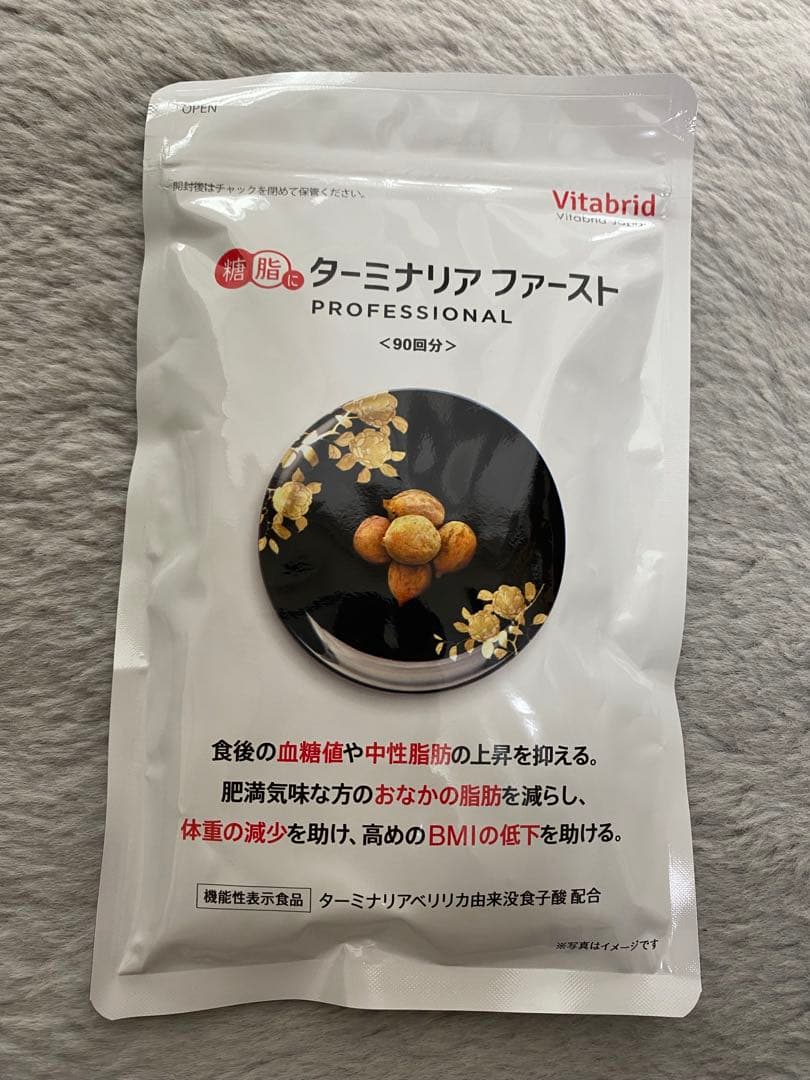 OPEN
開封後はチャックを閉めて保管ください。
Vitabrid
Vitabrid Japan
糖脂に ターミナリア ファースト
PROFESSIONAL
<90回分>
食後の血糖値や中性脂肪の上昇を抑える。
肥満気味な方のおなかの脂肪を減らし、
体重の減少を助け、高めのBMIの低下を助ける。
機能性表示食品 ターミナリアベリリカ由来没食子酸 配合
※写真はイメージです